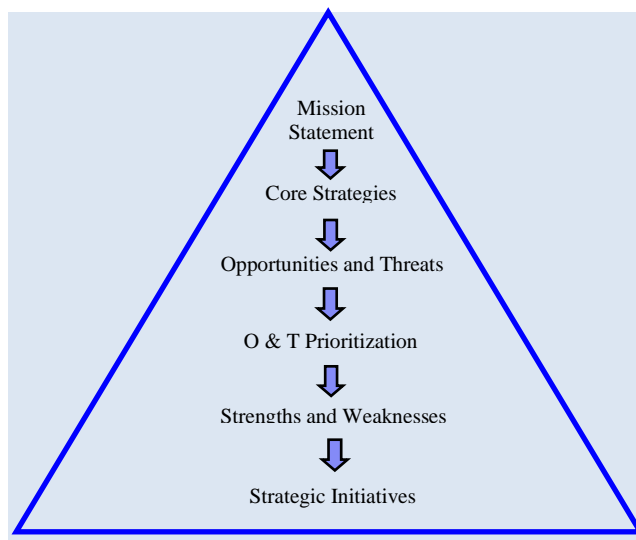 Mission
Statement
Core Strategies
Opportunities and Threats
O & T Prioritization
Strengths and Weaknesses
Strategic Initiatives